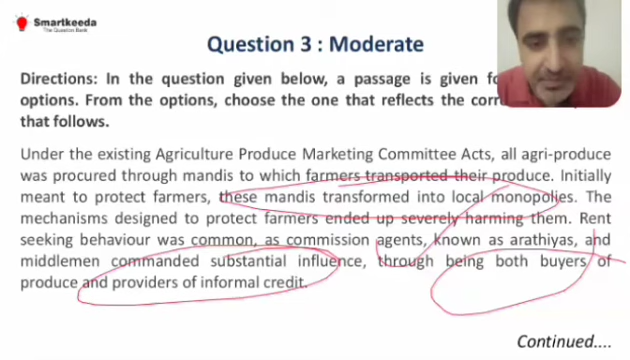 Smartkeeda
The Question Bank
Question 3 : Moderate
Directions: In the question given below, a passage is given
options. From the options, choose the one that reflects the
that follows.
Under the existing Agriculture Produce Marketing Committee Acts, all agri-produce
was procured through mandis to which farmers transported their produce. Initially
meant to protect farmers, these mandis transformed into local monopolies. The
mechanisms designed to protect farmers ended up severely harming them. Rent
seeking behaviour was common, as commission agents, known as arathiyas, and
middlemen commanded substantial influence, through being both buyers of
produce and providers of informal credit.
Continued....